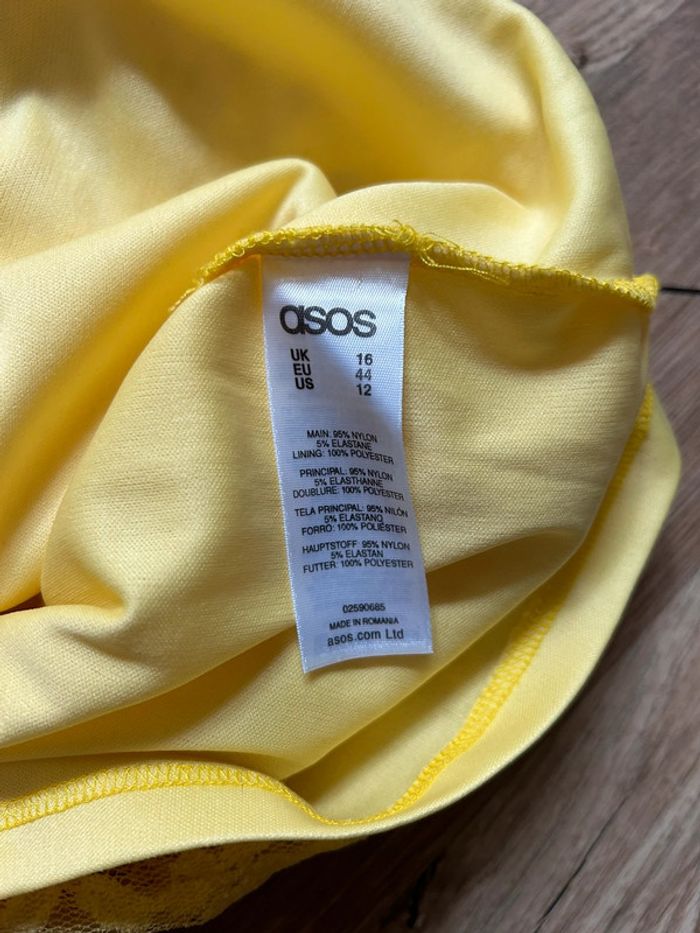 asos
UK 16
EU 44
US 12
MAIN: 95% NYLON
5% ELASTANE
LINING: 100% POLYESTER
PRINCIPAL: 95% NYLON
5% ELASTHANNE
DOUBLURE: 100% POLYESTER
TELA PRINCIPAL: 95% NILÓN
5% ELASTANO
FORRO: 100% POLIÉSTER
HAUPTSTOFF: 95% NYLON
5% ELASTAN
FUTTER: 100% POLYESTER
02590685
MADE IN ROMANIA
asos.com Ltd